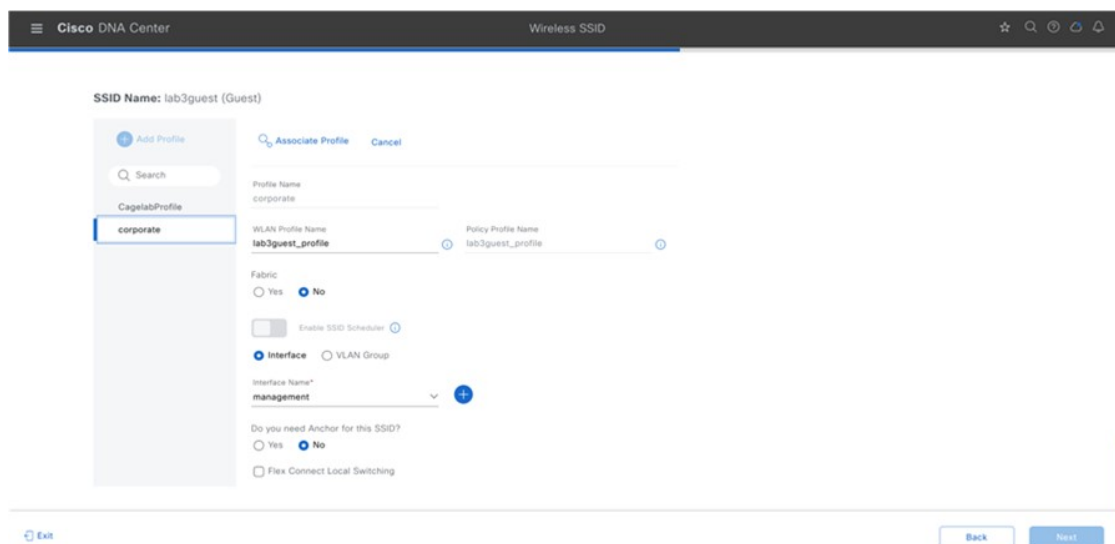 Cisco DNA Center
Wireless SSID
SSID Name: lab3guest (Guest)
Add Profile
Search
CagelabProfile
corporate
Associate Profile Cancel
Profile Name
corporate
WLAN Profile Name Policy Profile Name
lab3guest_profile lab3guest_profile
Fabric
Yes No
Enable SSID Scheduler
Interface VLAN Group
Interface Name*
management
Do you need Anchor for this SSID?
Yes No
Flex Connect Local Switching
Exit
Back Next